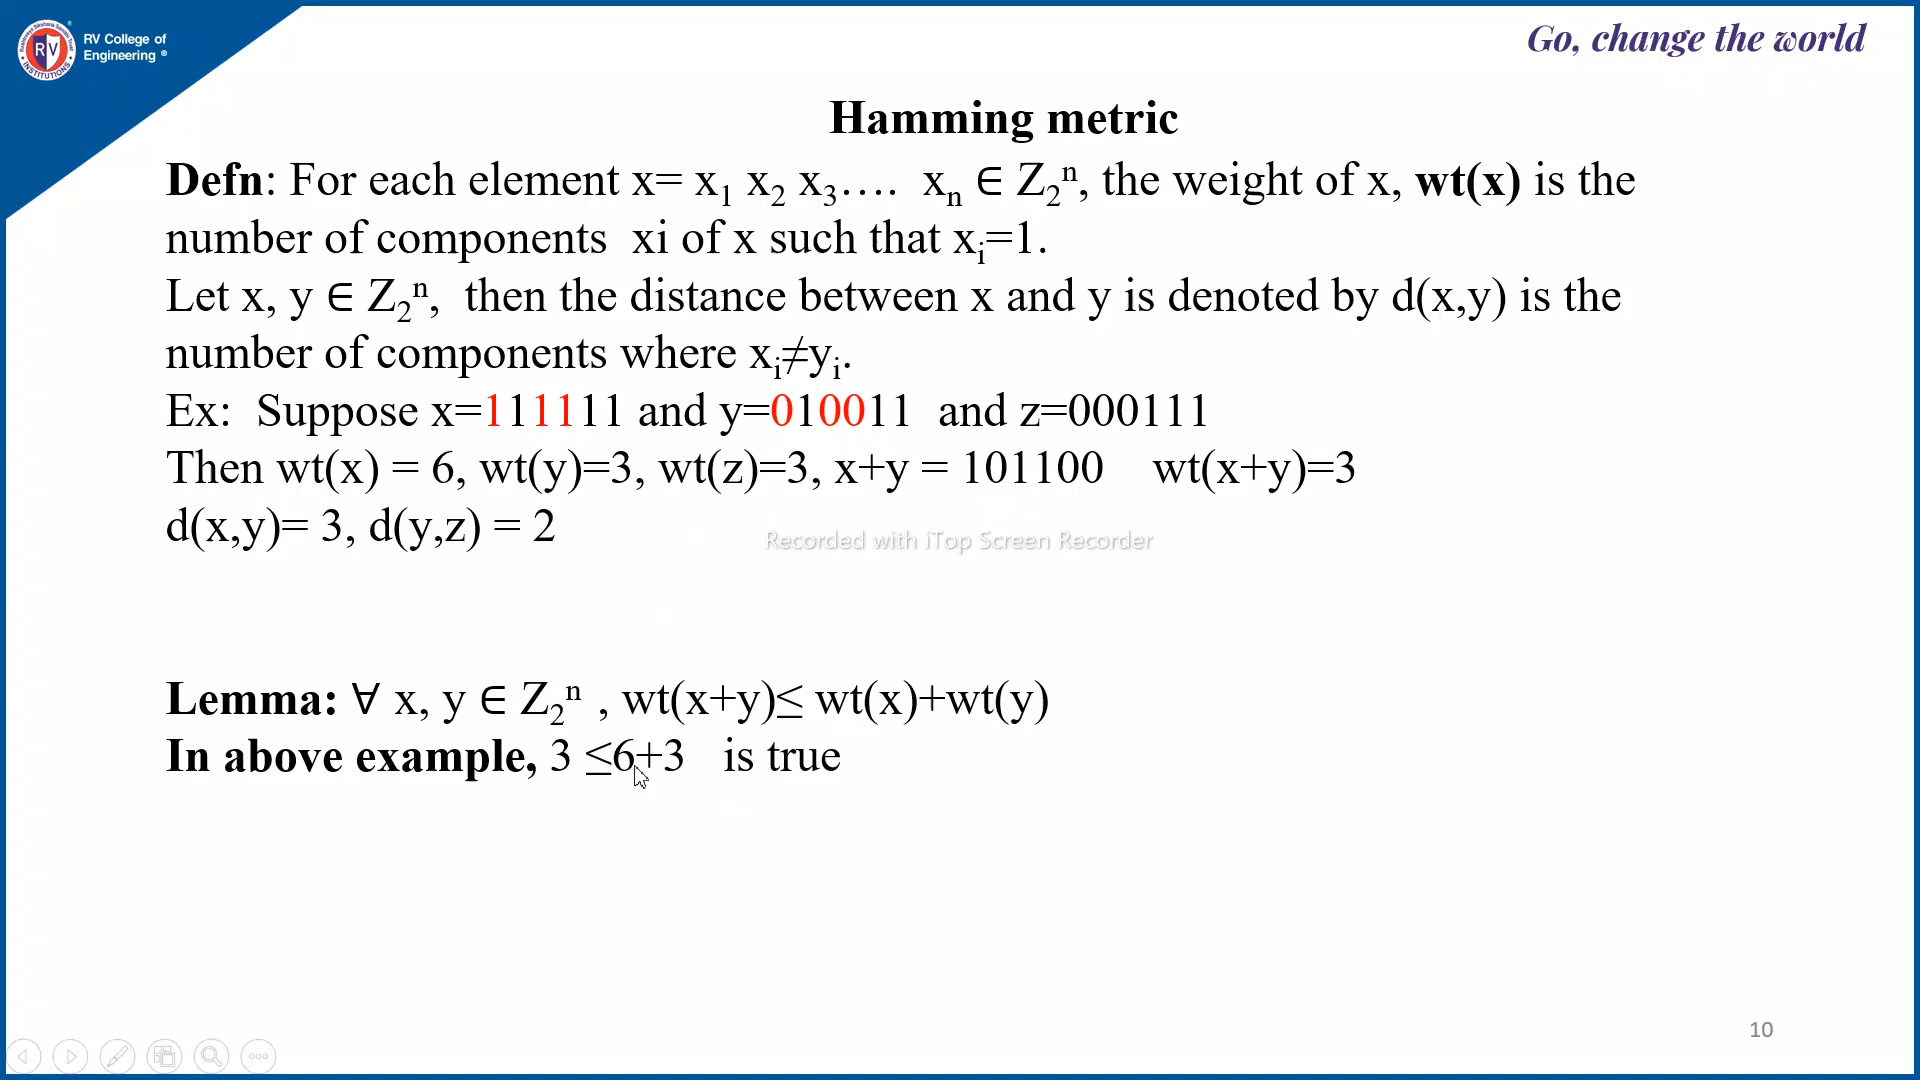 RV College of
Engineering ®
Go, change the world
Hamming metric
Defn: For each element x= x₁ x₂ x₃…. xₙ ∈ Z₂ⁿ, the weight of x, wt(x) is the
number of components xi of x such that xᵢ=1.
Let x, y ∈ Z₂ⁿ, then the distance between x and y is denoted by d(x,y) is the
number of components where xᵢ≠yᵢ.
Ex: Suppose x=111111 and y=010011 and z=000111
Then wt(x) = 6, wt(y)=3, wt(z)=3, x+y = 101100 wt(x+y)=3
d(x,y)= 3, d(y,z) = 2
Recorded with iTop Screen Recorder
Lemma: ∀ x, y ∈ Z₂ⁿ , wt(x+y)≤ wt(x)+wt(y)
In above example, 3 ≤6+3 is true
10